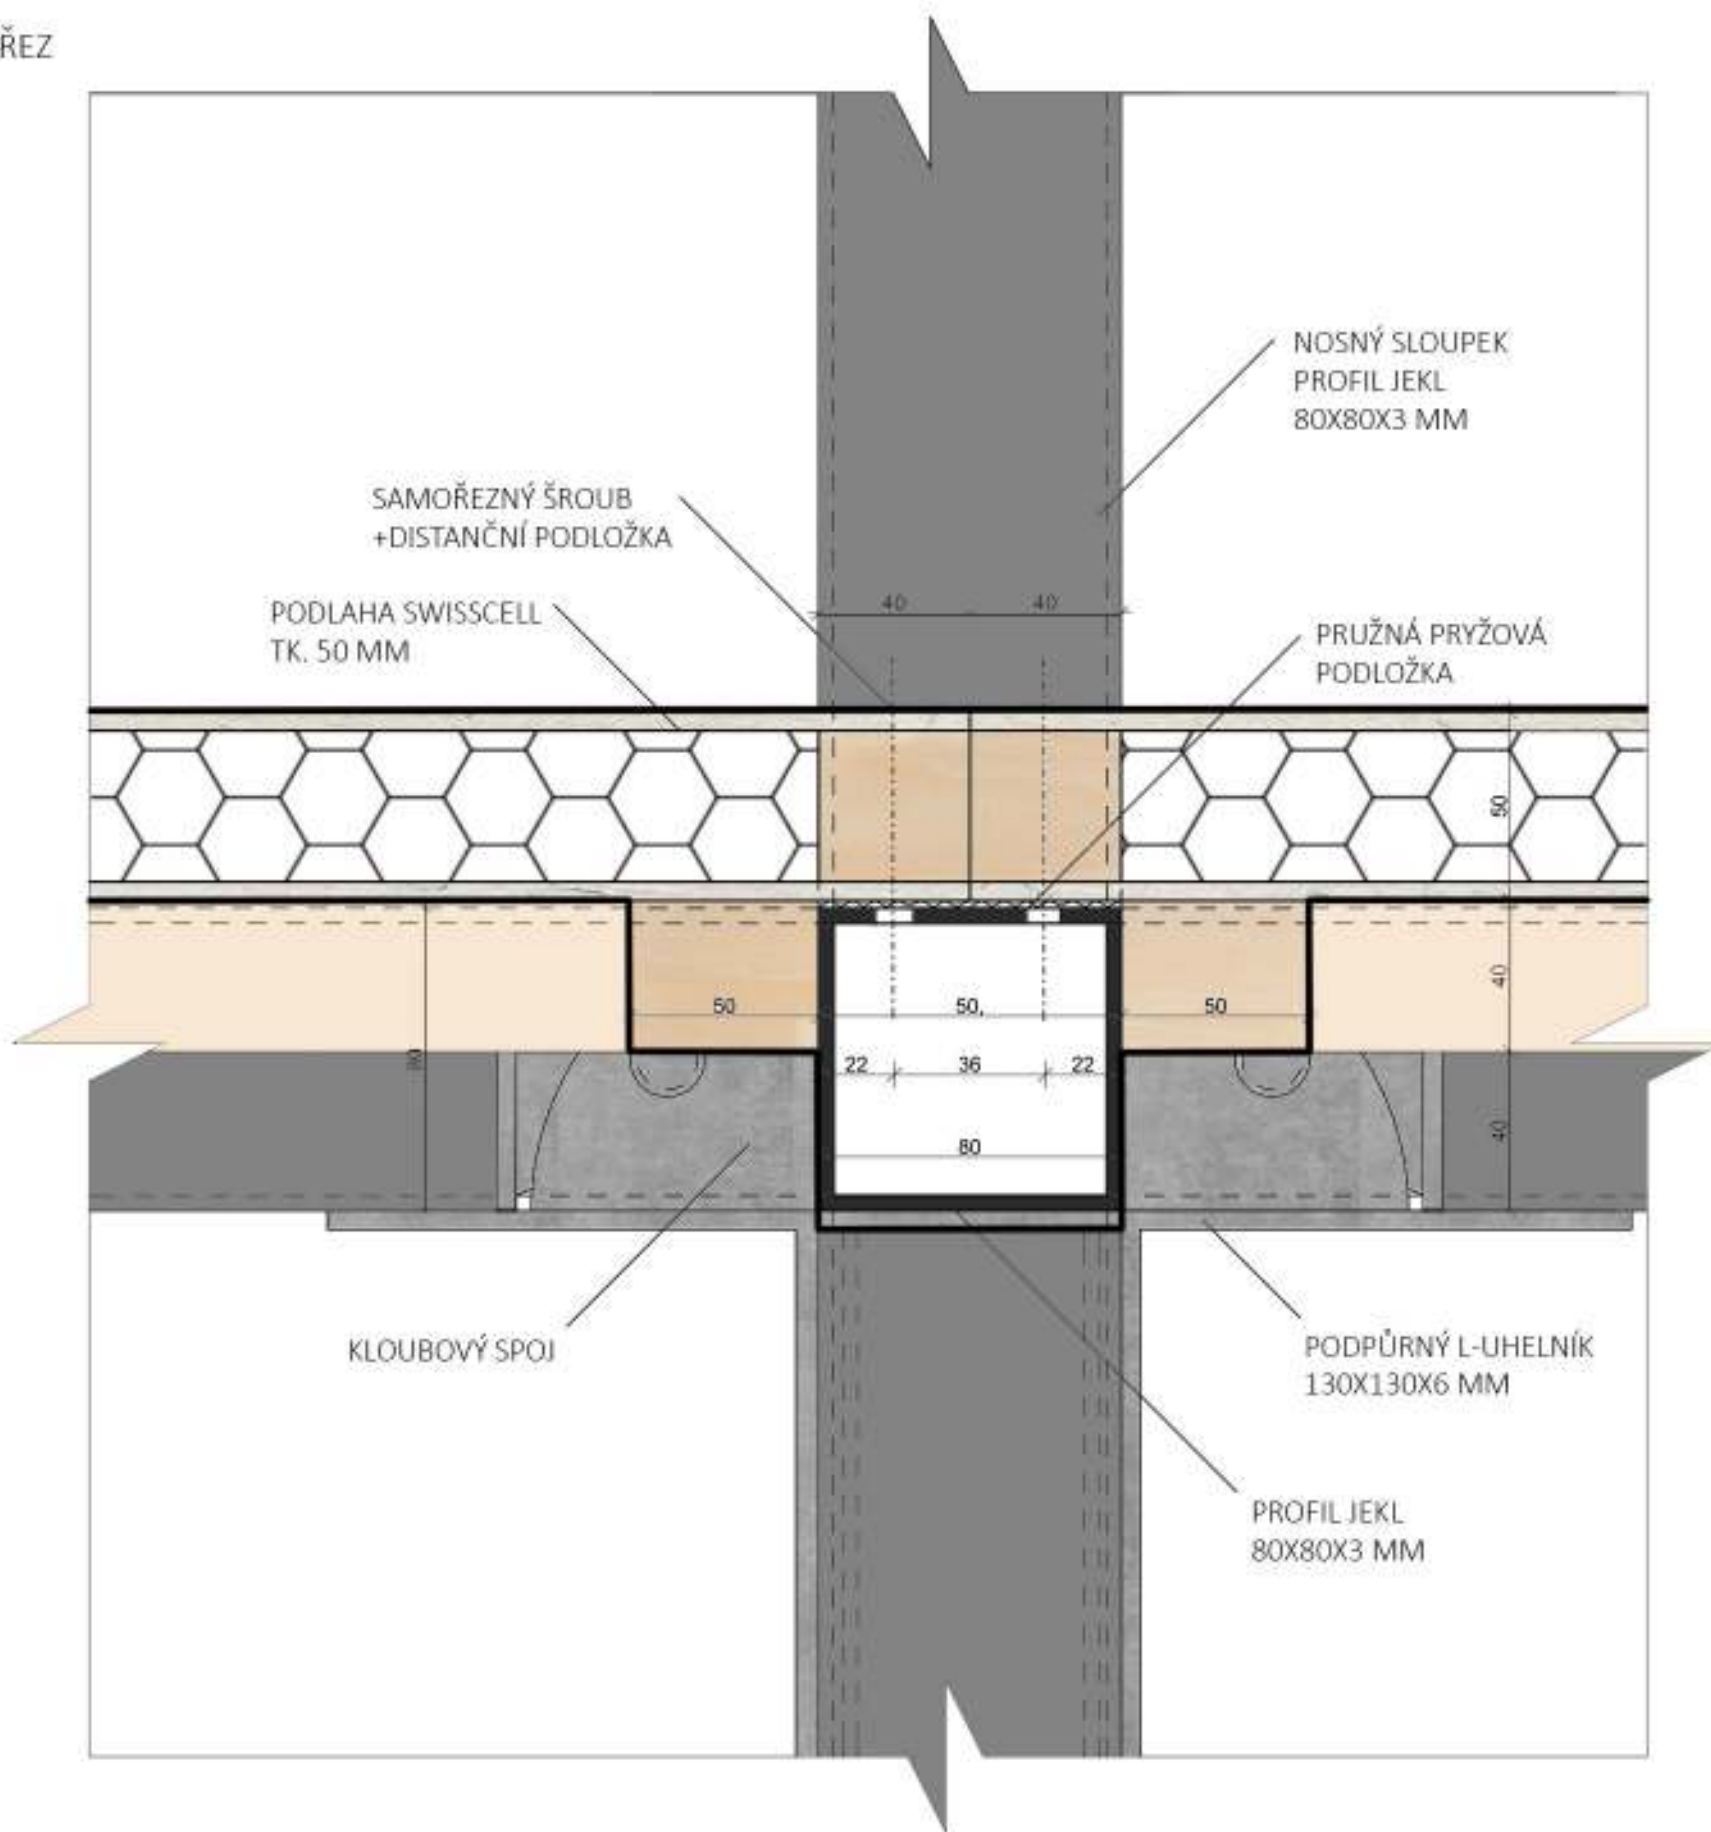 ŘEZ
NOSNÝ SLOUPEK
PROFIL JEKL
80X80X3 MM
SAMOŘEZNÝ ŠROUB
+DISTANČNÍ PODLOŽKA
40 40
PODLAHA SWISSCELL
TK. 50 MM
PRUŽNÁ PRYŽOVÁ
PODLOŽKA
50
40
50 50, 50
80
22 36 22
40
80
KLOUBOVÝ SPOJ
PODPŮRNÝ L-UHELNÍK
130X130X6 MM
PROFIL JEKL
80X80X3 MM